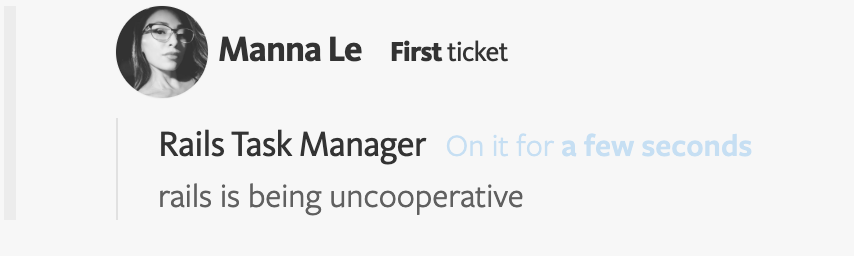 Manna Le First ticket
Rails Task Manager On it for a few seconds
rails is being uncooperative